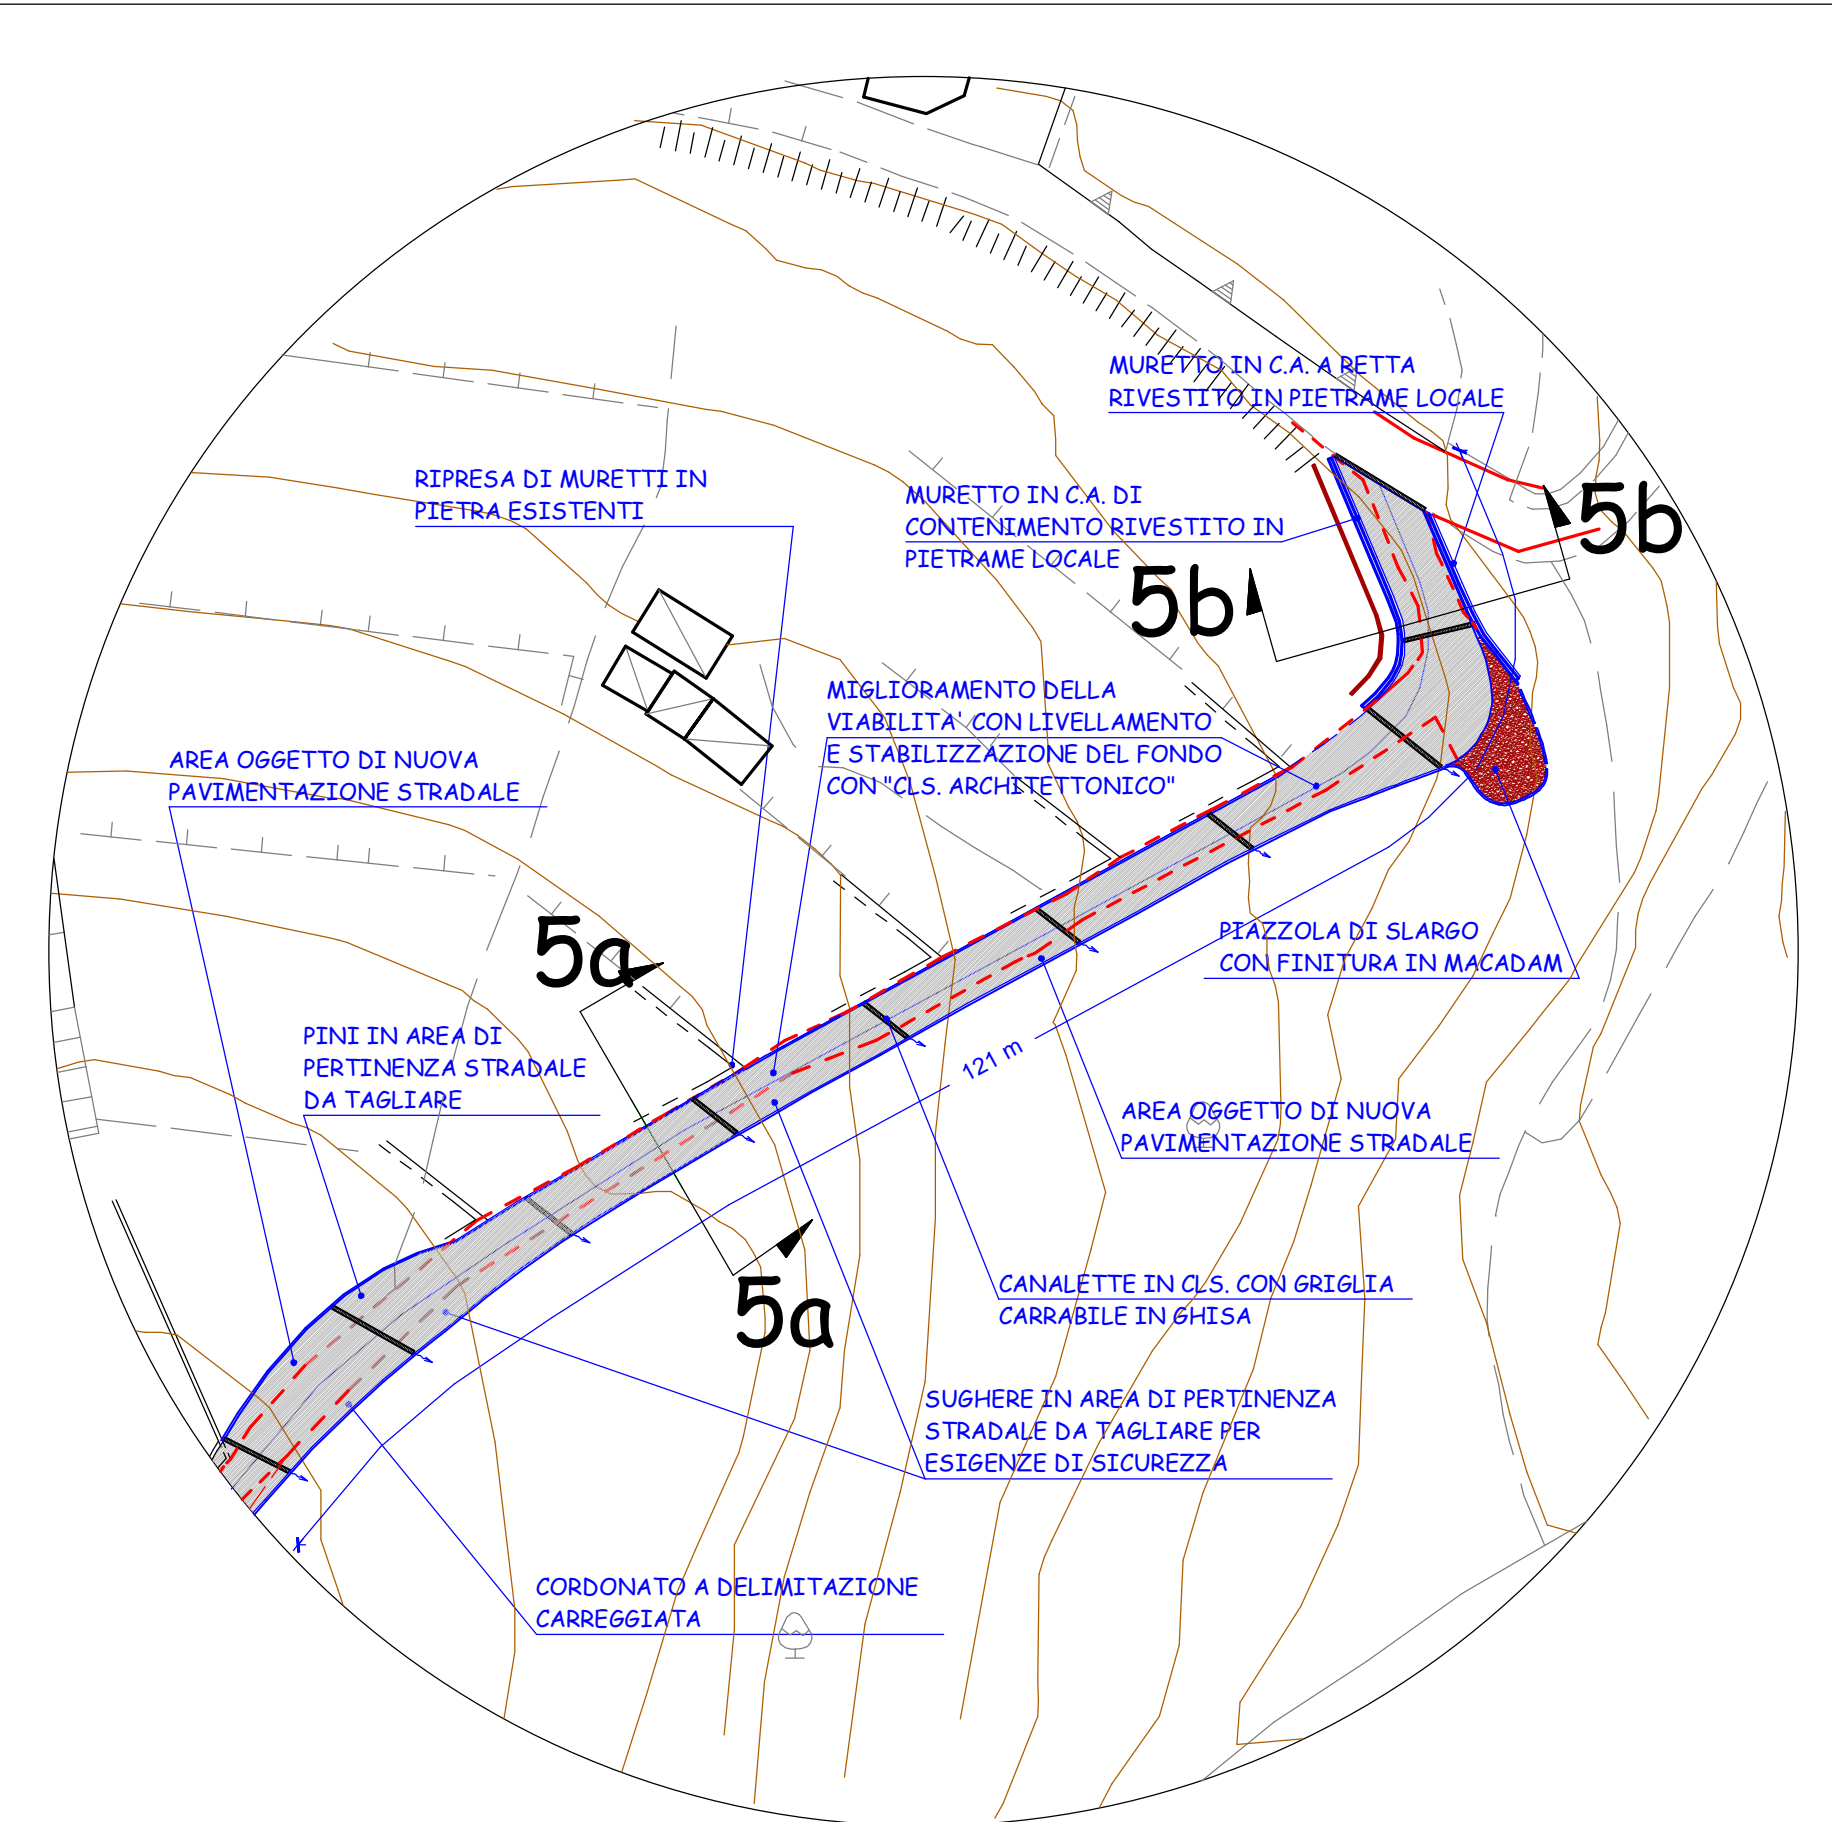 MURETTO IN C.A. A RETTA
RIVESTITO IN PIETRAME LOCALE
RIPRESA DI MURETTI IN
PIETRA ESISTENTI
MURETTO IN C.A. DI
CONTENIMENTO RIVESTITO IN
PIETRAME LOCALE
5b
5b
MIGLIORAMENTO DELLA
VIABILITA' CON LIVELLAMENTO
E STABILIZZAZIONE DEL FONDO
CON "CLS. ARCHITETTONICO"
AREA OGGETTO DI NUOVA
PAVIMENTAZIONE STRADALE
5a
PIAZZOLA DI SLARGO
CON FINITURA IN MACADAM
PINI IN AREA DI
PERTINENZA STRADALE
DA TAGLIARE
121 m
AREA OGGETTO DI NUOVA
PAVIMENTAZIONE STRADALE
5a
CANALETTE IN CLS. CON GRIGLIA
CARRABILE IN GHISA
SUGHERE IN AREA DI PERTINENZA
STRADALE DA TAGLIARE PER
ESIGENZE DI SICUREZZA
CORDONATO A DELIMITAZIONE
CARREGGIATA